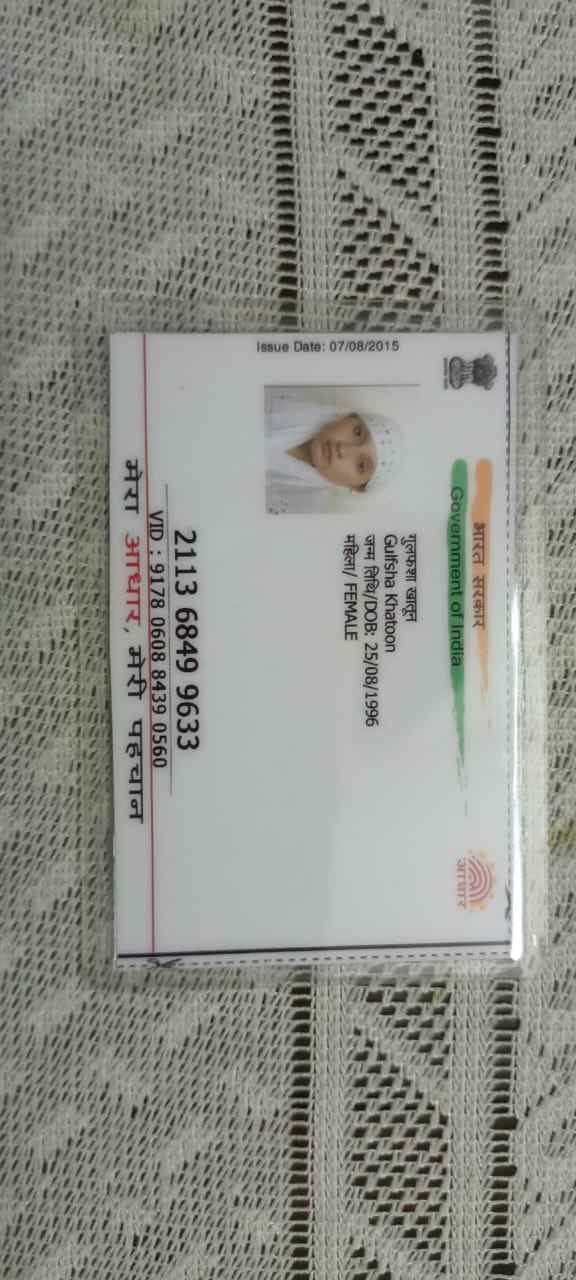 भारत सरकार
Government of India
Issue Date: 07/08/2015
गुलफशा खातून
Gulfsha Khatoon
जन्म तिथि/DOB: 25/08/1996
महिला/ FEMALE
आधार
2113 6849 9633
VID : 9178 0608 8439 0560
मेरा आधार, मेरी पहचान